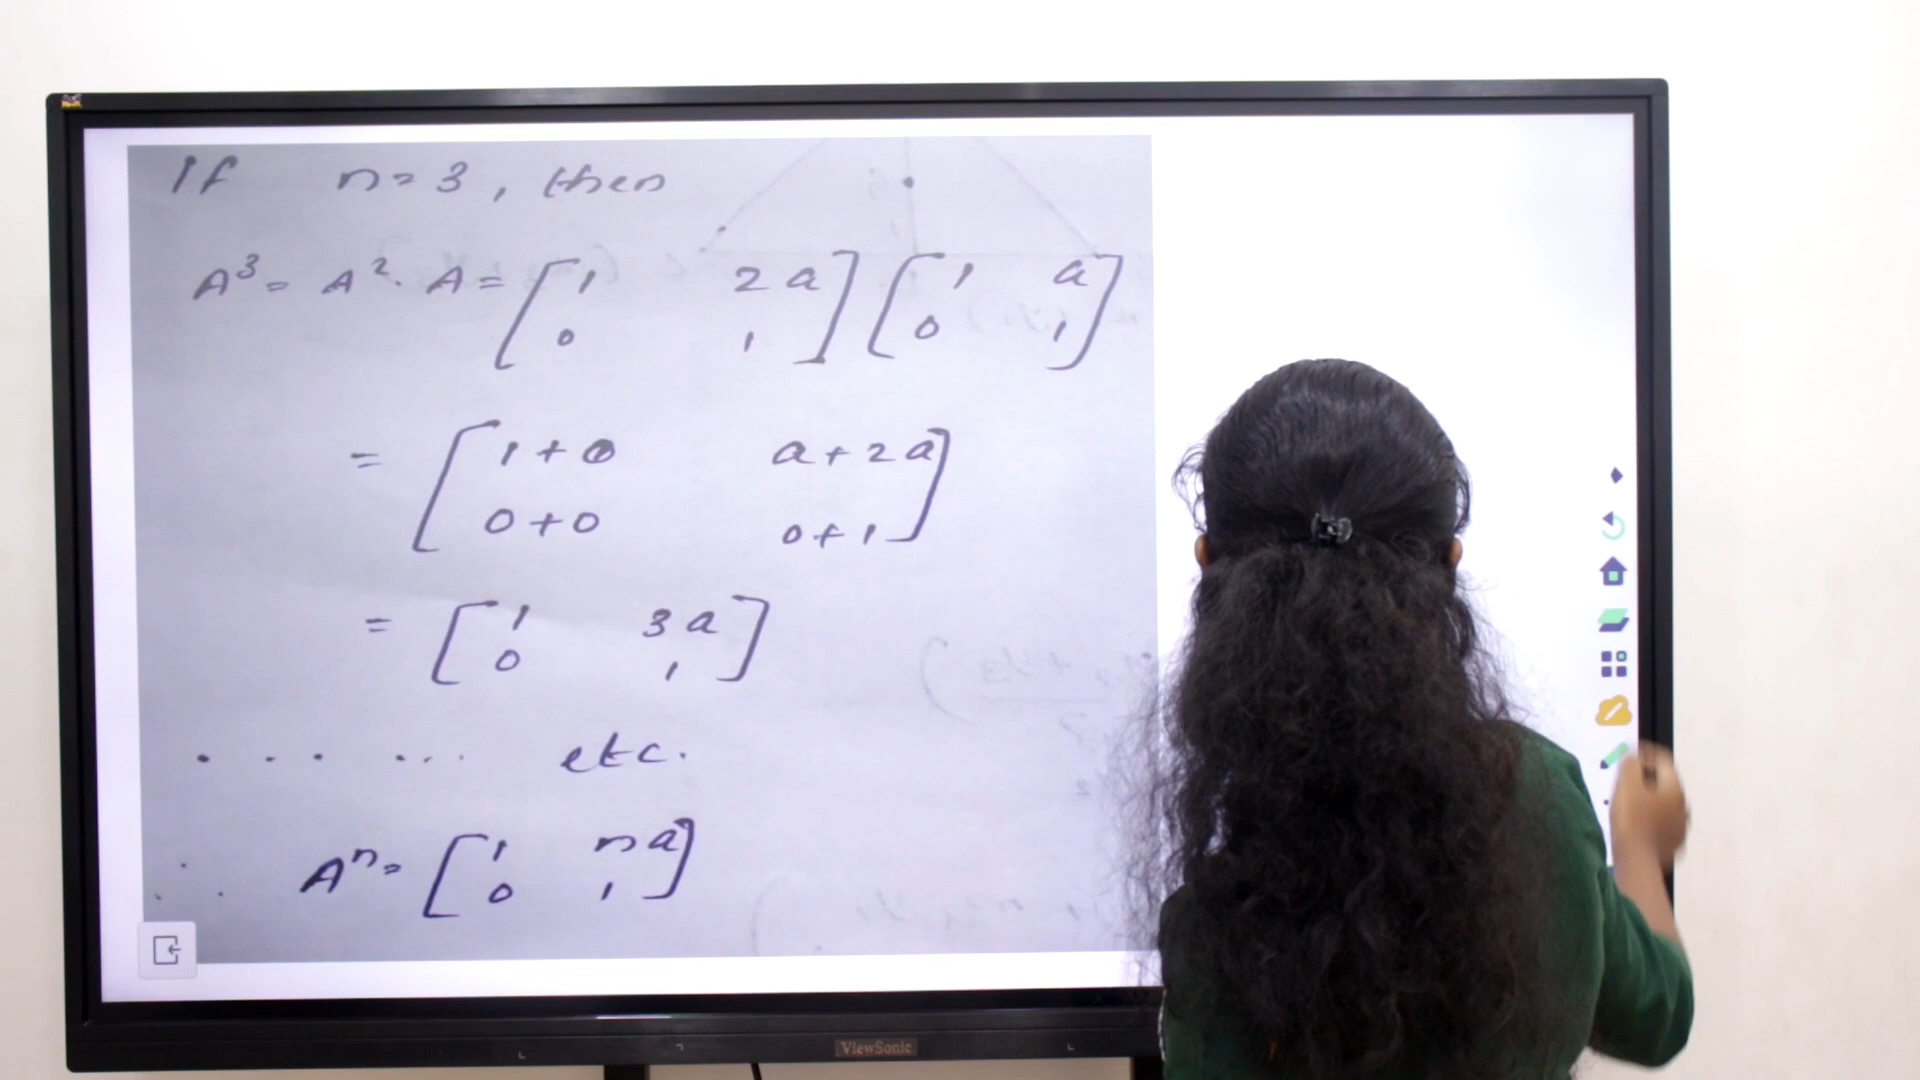 If n = 3, then
A³ = A². A = [1 2a 0 1] [1 a 0 1]
= [1+0 a+2a 0+0 0+1]
= [1 3a 0 1]
. . . . . . etc.
∴ Aⁿ = [1 na 0 1]
ViewSonic